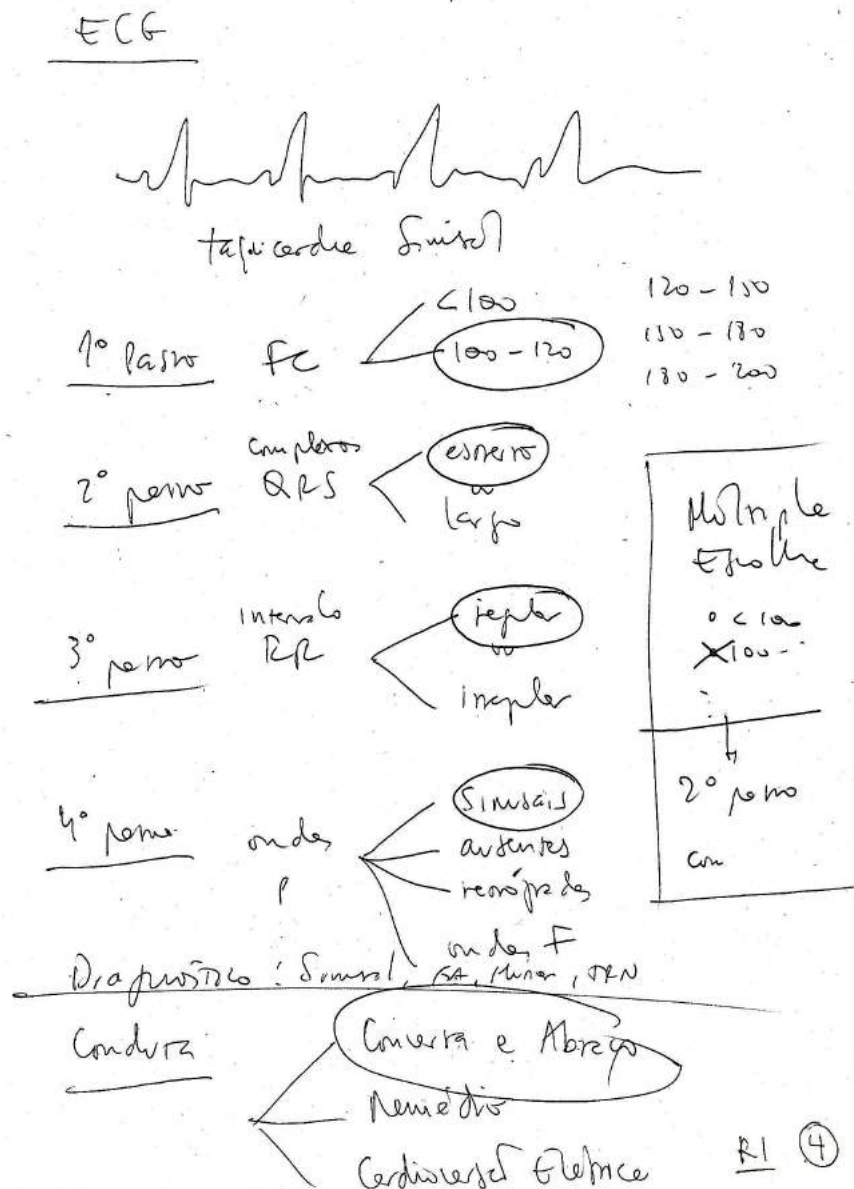 ECG
taquicardia Sinusal
1º Passo FC < 100
100 - 120
120 - 150
150 - 180
180 - 200
2º passo complexos QRS estreito
ou
largo
3º passo intervalo RR regular
ou
irregular
4º passo ondas P Sinusais
ausentes
retrógradas
ondas F
Múltipla
Escolha
< 100
100 -
2º passo
com
Diagnóstico : Sinusal, FA, Flutter, TRN
Conduta Conversa e Abraço
Remédio
Cardioversão Elétrica
R1 4